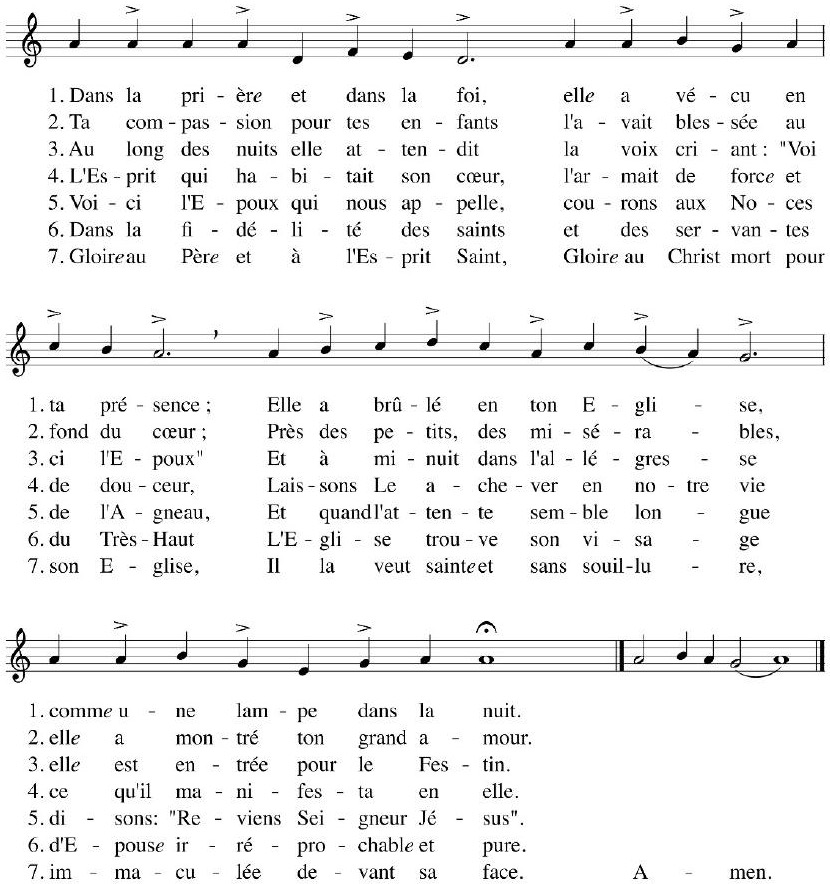 1. Dans la pri - ère et dans la foi, elle a vé - cu en
2. Ta com - pas - sion pour tes en - fants l'a - vait bles - sée au
3. Au long des nuits elle at - ten - dit la voix cri - ant : "Voi
4. L'Es - prit qui ha - bi - tait son cœur, l'ar - mait de force et
5. Voi - ci l'E - poux qui nous ap - pelle, cou - rons aux No - ces
6. Dans la fi - dé - li - té des saints et des ser - van - tes
7. Gloire au Père et à l'Es - prit Saint, Gloire au Christ mort pour
1. ta pré - sence ; Elle a brû - lé en ton E - gli - se,
2. fond du cœur ; Près des pe - tits, des mi - sé - ra - bles,
3. ci l'E - poux" Et à mi - nuit dans l'al - lé - gres - se
4. de dou - ceur, Lais - sons Le a - che - ver en no - tre vie
5. de l'A - gneau, Et quand l'at - ten - te sem - ble lon - gue
6. du Très - Haut L'E - gli - se trou - ve son vi - sa - ge
7. son E - glise, Il la veut sainte et sans souil - lu - re,
1. comme u - ne lam - pe dans la nuit.
2. elle a mon - tré ton grand a - mour.
3. elle est en - trée pour le Fes - tin.
4. ce qu'il ma - ni - fes - ta en elle.
5. di - sons: "Re - viens Sei - gneur Jé - sus".
6. d'E - pouse ir - ré - pro - chable et pure.
7. im - ma - cu - lée de - vant sa face. A - men.